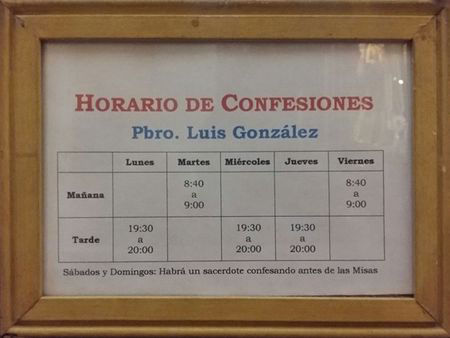 HORARIO DE CONFESIONES
Pbro. Luis González
Lunes Martes Miércoles Jueves Viernes
Mañana 8:40 a 9:00 8:40 a 9:00
Tarde 19:30 a 20:00 19:30 a 20:00 19:30 a 20:00
Sábados y Domingos: Habrá un sacerdote confesando antes de las Misas